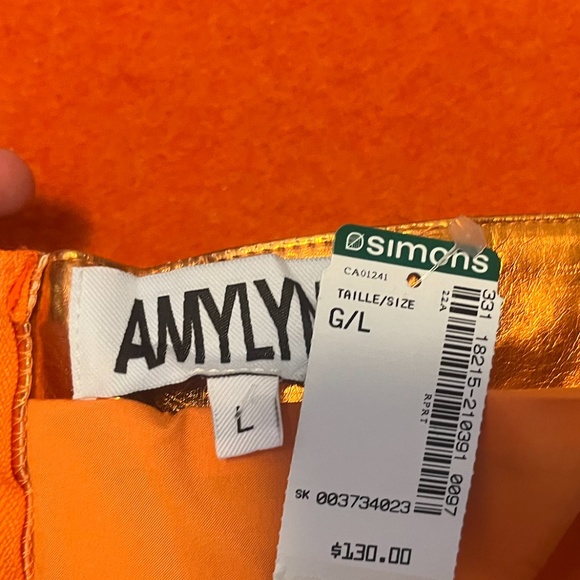 simons
CA01241
TAILLE/SIZE
G/L
22A
331 18215-210391 0097
RPRT
SK 003734023
$130.00
AMYLYN
L